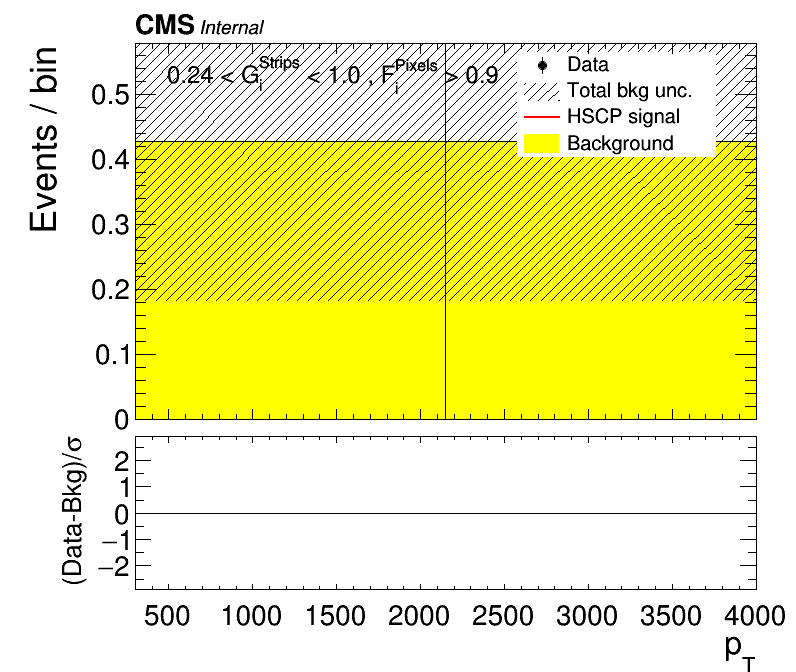 CMS Internal
0.24 < G_i^Strips < 1.0 , F_i^Pixels > 0.9
Data
Total bkg unc.
HSCP signal
Background
Events / bin
0.5
0.4
0.3
0.2
0.1
0
(Data-Bkg)/σ
2
1
0
−1
−2
500 1000 1500 2000 2500 3000 3500 4000
p_T